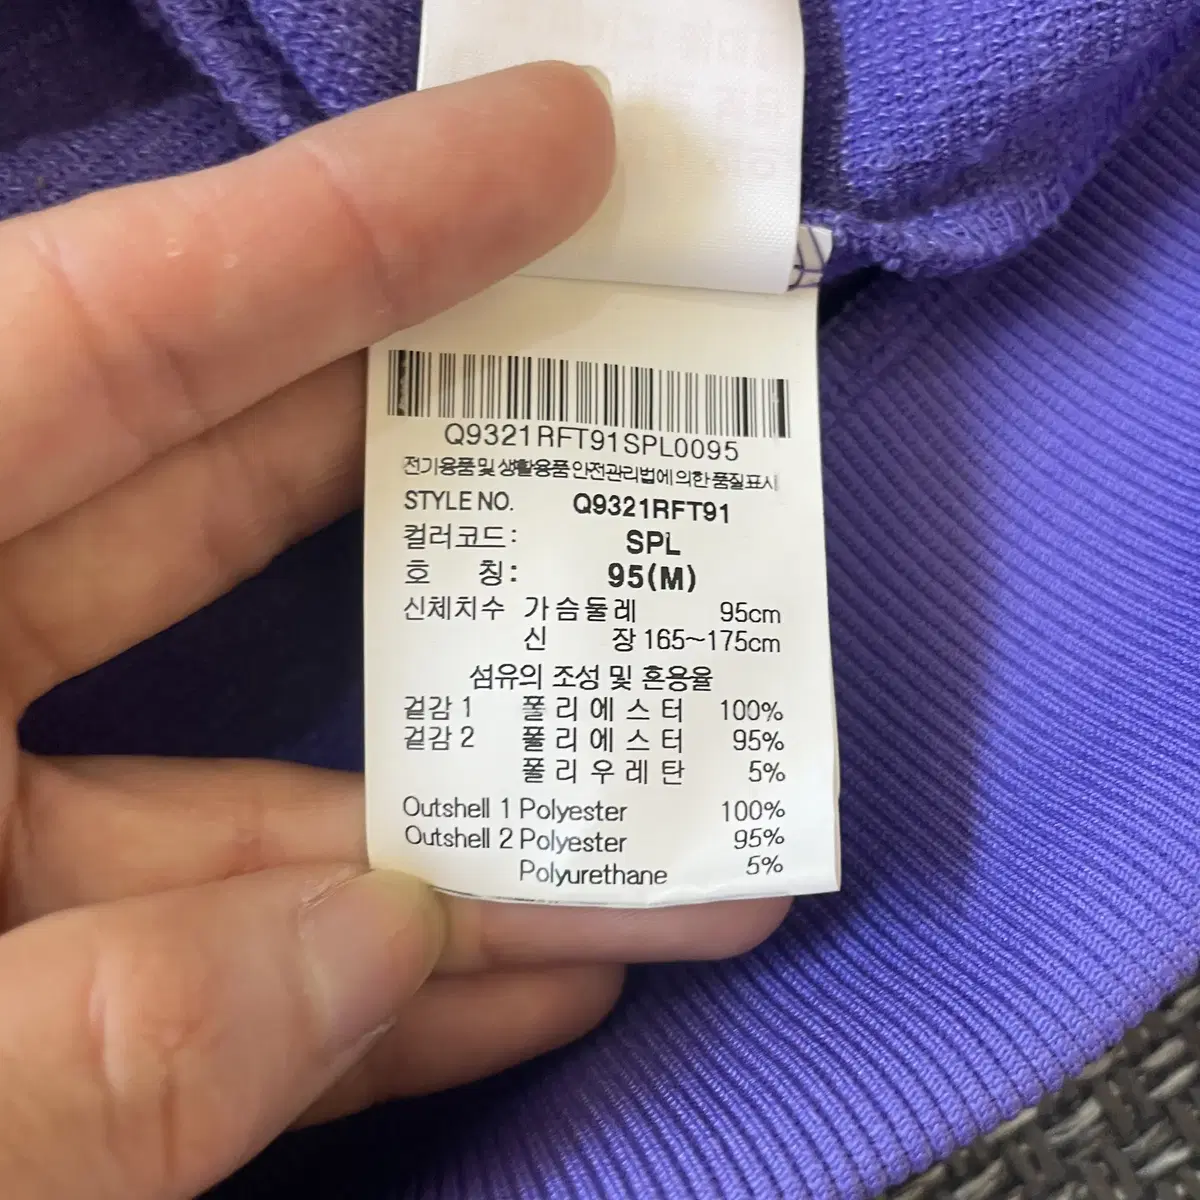 Q9321RFT91SPL0095
전기용품 및 생활용품 안전관리법에 의한 품질표시
STYLE NO. Q9321RFT91
컬러코드: SPL
호 칭: 95(M)
신체치수 가슴둘레 95cm
신 장 165~175cm
섬유의 조성 및 혼용율
겉감 1 폴리에스터 100%
겉감 2 폴리에스터 95%
폴리우레탄 5%
Outshell 1 Polyester 100%
Outshell 2 Polyester 95%
Polyurethane 5%